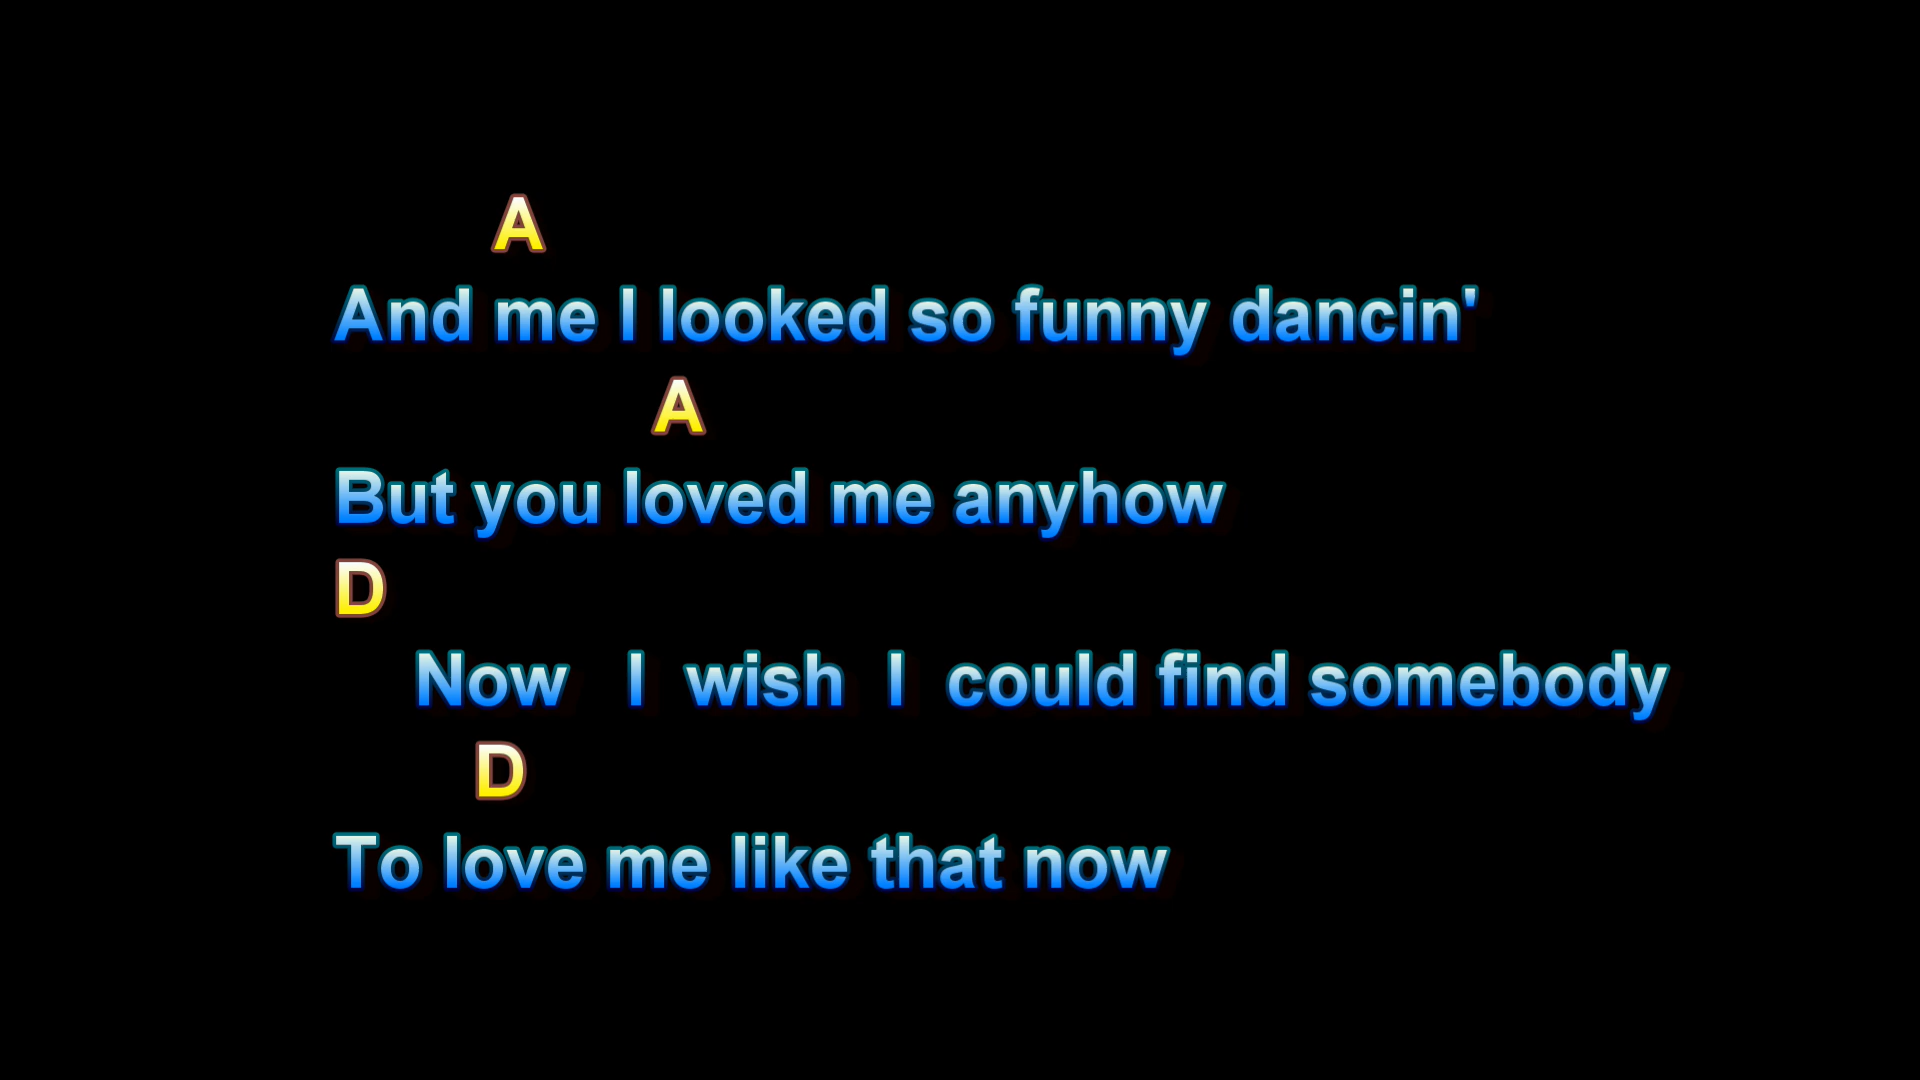 A
And me I looked so funny dancin'
A
But you loved me anyhow
D
Now I wish I could find somebody
D
To love me like that now